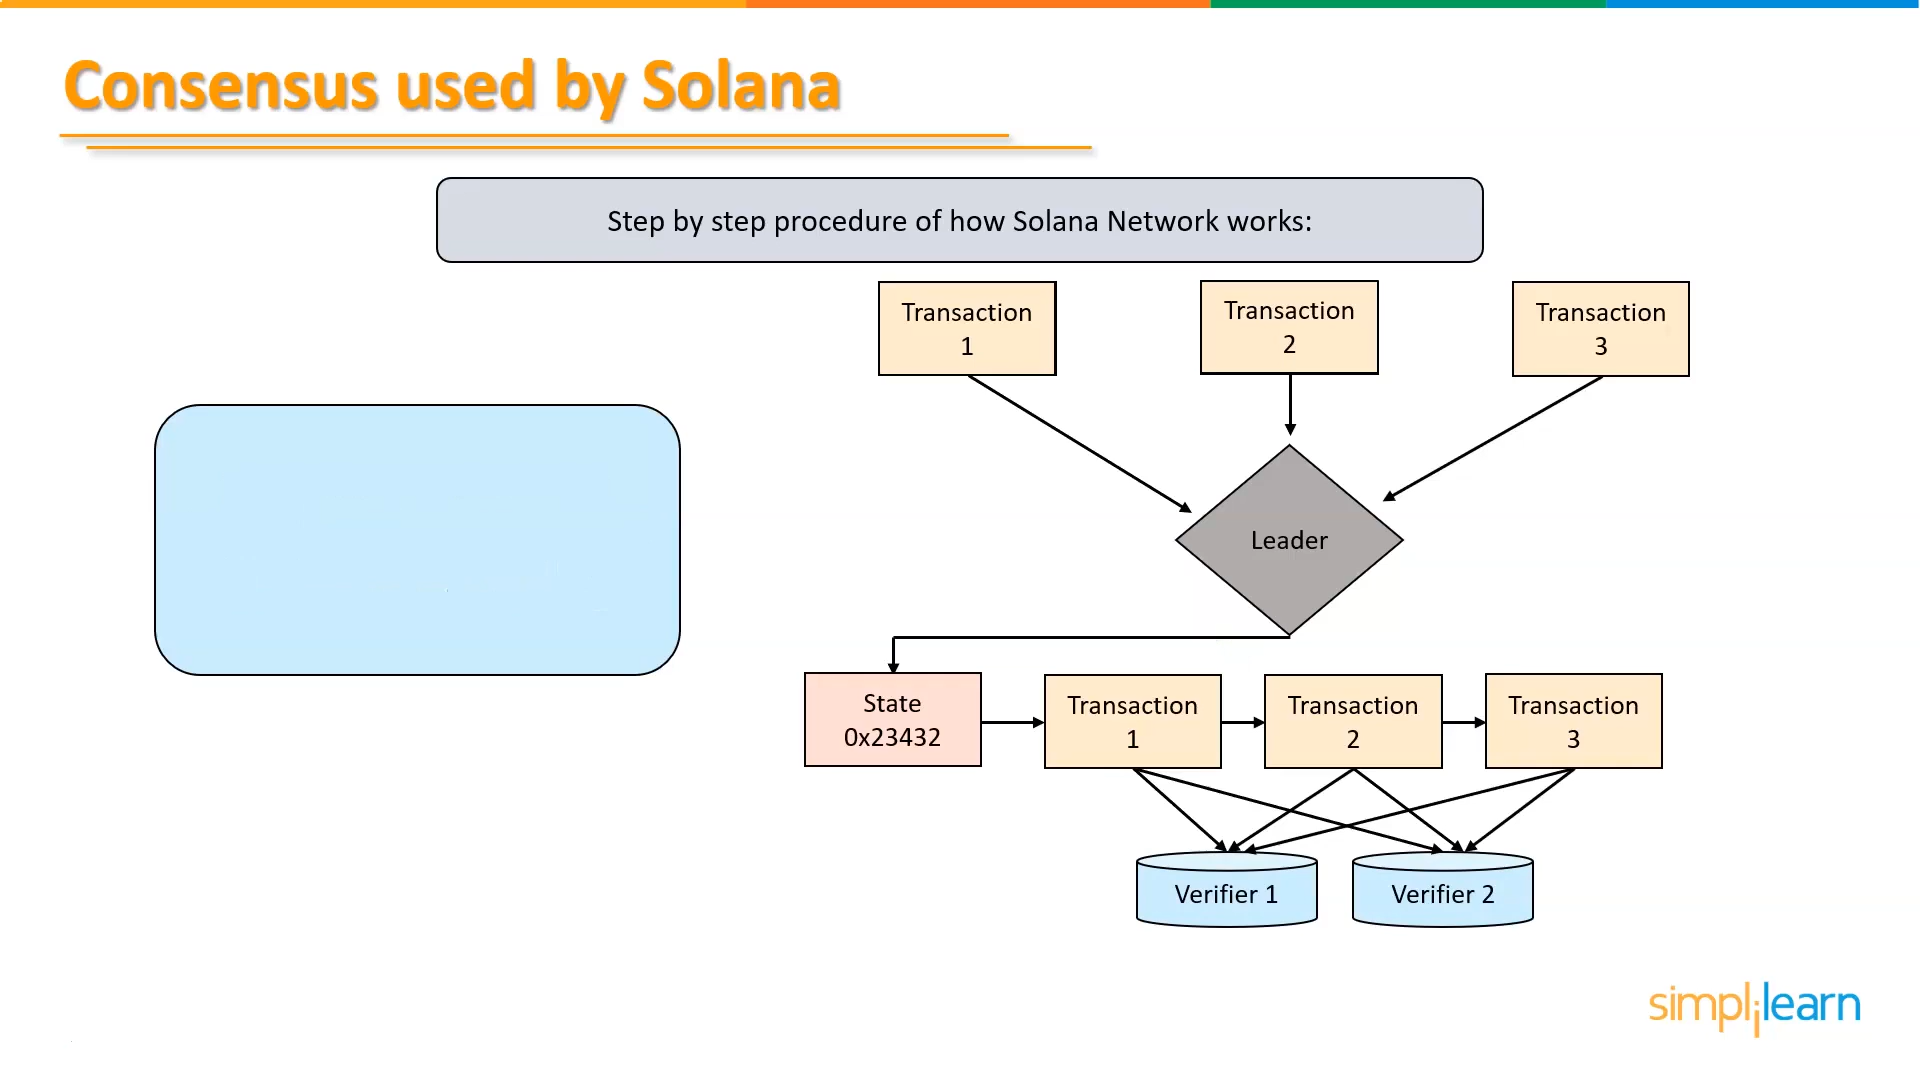 Consensus used by Solana
Step by step procedure of how Solana Network works:
Transaction
1
Transaction
2
Transaction
3
Leader
State
0x23432
Transaction
1
Transaction
2
Transaction
3
Verifier 1
Verifier 2
simplilearn